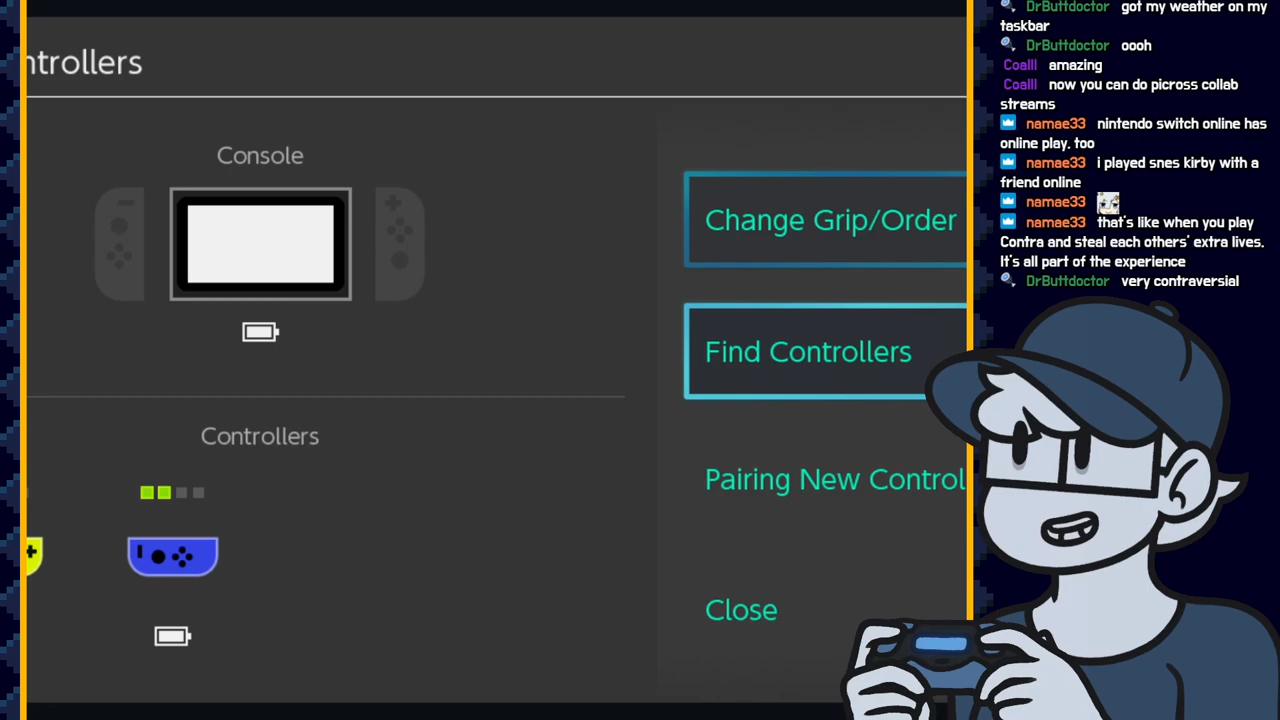 ntrollers
Console
Change Grip/Order
Find Controllers
Controllers
Pairing New Control
Close
DrButtdoctor got my weather on my
taskbar
DrButtdoctor oooh
Coalll amazing
Coalll now you can do picross collab
streams
namae33 nintendo switch online has
online play. too
namae33 i played snes kirby with a
friend online
namae33
namae33 that's like when you play
Contra and steal each others' extra lives.
It's all part of the experience
DrButtdoctor very contraversial